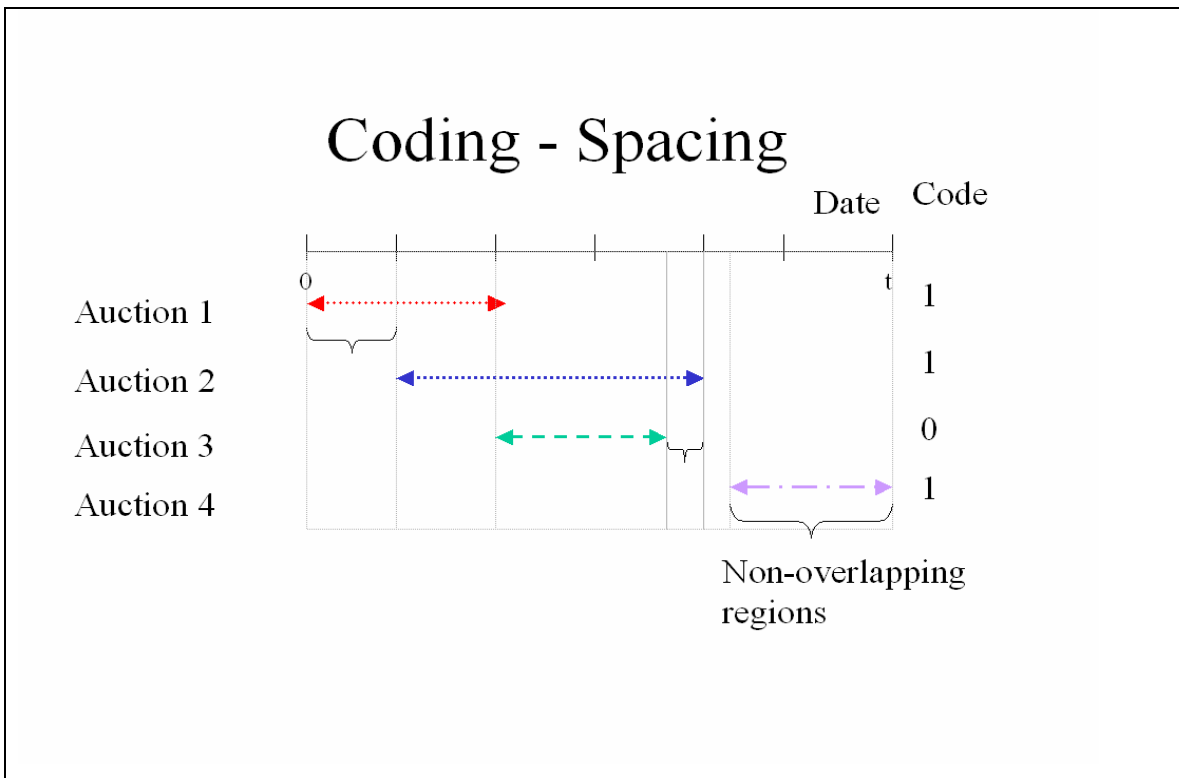 Coding - Spacing
Date
Code
0
t
Auction 1
1
Auction 2
1
Auction 3
0
Auction 4
1
Non-overlapping
regions